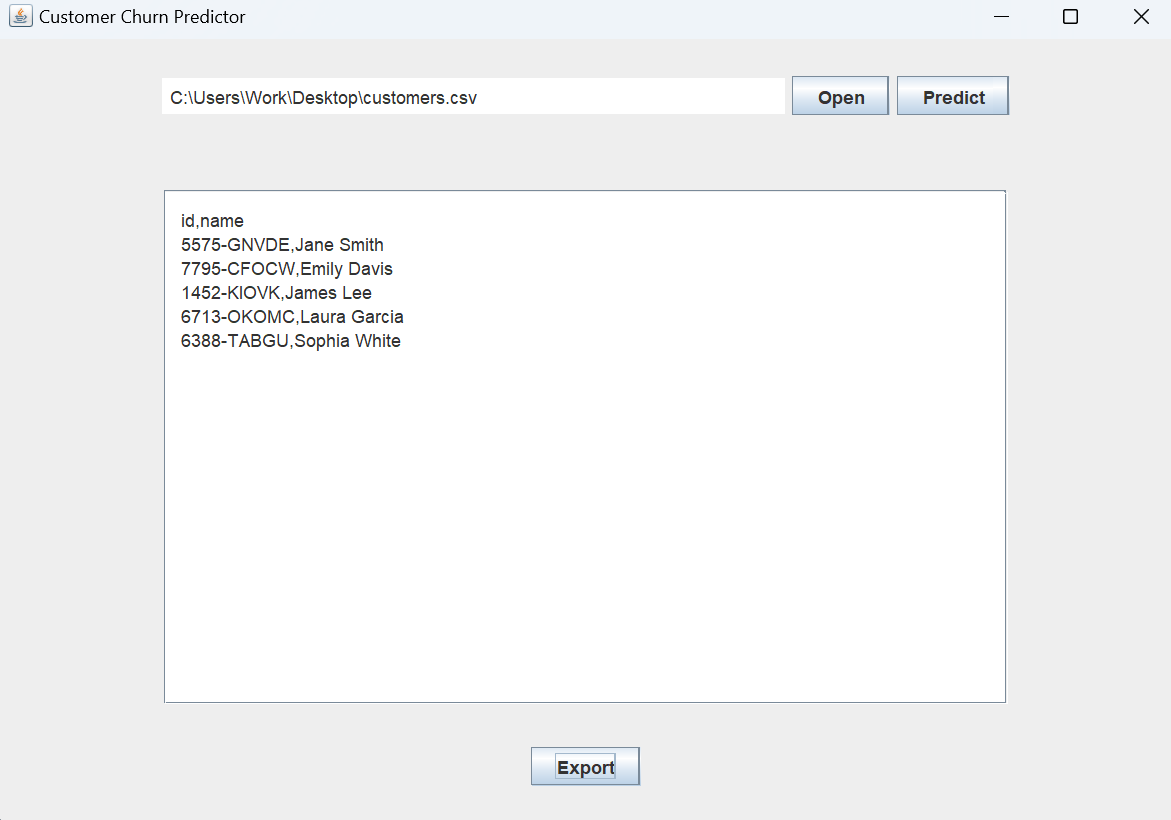 Customer Churn Predictor
C:\Users\Work\Desktop\customers.csv
Open
Predict
id,name
5575-GNVDE,Jane Smith
7795-CFOCW,Emily Davis
1452-KIOVK,James Lee
6713-OKOMC,Laura Garcia
6388-TABGU,Sophia White
Export